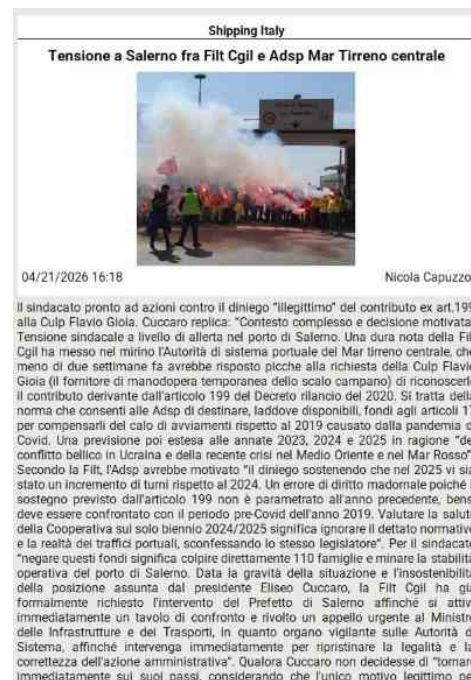 Shipping Italy
Tensione a Salerno fra Filt Cgil e Adsp Mar Tirreno centrale
04/21/2026 16:18
Nicola Capuzzo
Il sindacato pronto ad azioni contro il diniego "illegittimo" del contributo ex art.199
alla Culp Flavio Gioia. Cuccaro replica: "Contesto complesso e decisione motivata
Tensione sindacale a livello di allerta nel porto di Salerno. Una dura nota della Fil
Cgil ha messo nel mirino l'Autorità di sistema portuale del Mar tirreno centrale, che
meno di due settimane fa avrebbe risposto picche alla richiesta della Culp Flavio
Gioia (il fornitore di manodopera temporanea dello scalo campano) di riconoscerle
il contributo derivante dall'articolo 199 del Decreto rilancio del 2020. Si tratta della
norma che consentì alle Adsp di destinare, laddove disponibili, fondi agli articoli 17
per compensarli del calo di avviamenti rispetto al 2019 causato dalla pandemia d
Covid. Una previsione poi estesa alle annate 2023, 2024 e 2025 in ragione "de
conflitto bellico in Ucraina e della recente crisi nel Medio Oriente e nel Mar Rosso"
Secondo la Filt, l'Adsp avrebbe motivato "il diniego sostenendo che nel 2025 vi sia
stato un incremento di turni rispetto al 2024. Un errore di diritto madornale poiché i
sostegno previsto dall'articolo 199 non è parametrato all'anno precedente, bens
deve essere confrontato con il periodo pre-Covid dell'anno 2019. Valutare la salute
della Cooperativa sul solo biennio 2024/2025 significa ignorare il dettato normativo
e la realtà dei traffici portuali, sconfessando lo stesso legislatore". Per il sindacato
"negare questi fondi significa colpire direttamente 110 famiglie e minare la stabilità
operativa del porto di Salerno. Data la gravità della situazione e l'insostenibilità
della posizione assunta dal presidente Eliseo Cuccaro, la Filt Cgil ha già
formalmente richiesto l'intervento del Prefetto di Salerno affinché si attivi
immediatamente un tavolo di confronto e rivolto un appello urgente al Ministro
delle Infrastrutture e dei Trasporti, in quanto organo vigilante sulle Autorità d
Sistema, affinché intervenga immediatamente per ripristinare la legalità e la
correttezza dell'azione amministrativa". Qualora Cuccaro non decidesse di "tornare
immediatamente sui suoi passi, considerando che l'unico motivo legittimo per